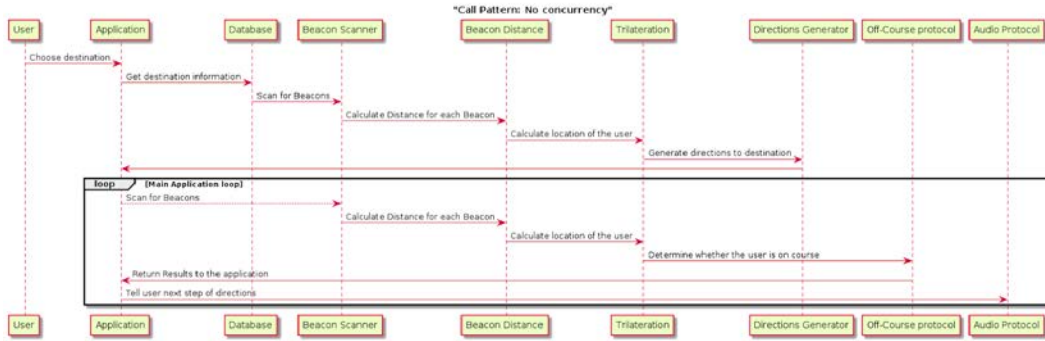 "Call Pattern: No concurrency"
User Application Database Beacon Scanner Beacon Distance Trilateration Directions Generator Off-Course protocol Audio Protocol
Choose destination
Get destination information
Scan for Beacons
Calculate Distance for each Beacon
Calculate location of the user
Generate directions to destination
loop [Main Application loop]
Scan for Beacons
Calculate Distance for each Beacon
Calculate location of the user
Determine whether the user is on course
Return Results to the application
Tell user next step of directions
User Application Database Beacon Scanner Beacon Distance Trilateration Directions Generator Off-Course protocol Audio Protocol